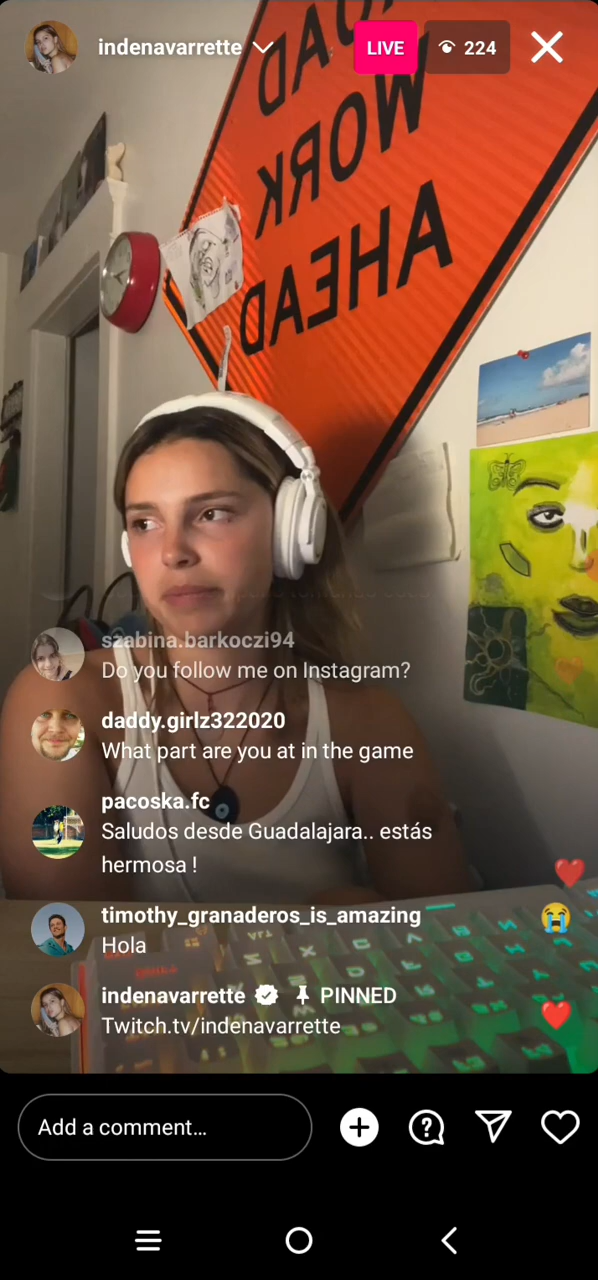 indenavarrette
LIVE
224
ROAD
WORK
AHEAD
szabina.barkoczi94
Do you follow me on Instagram?
daddy.girlz322020
What part are you at in the game
pacoska.fc
Saludos desde Guadalajara.. estás
hermosa !
timothy_granaderos_is_amazing
Hola
indenavarrette PINNED
Twitch.tv/indenavarrette
Add a comment...